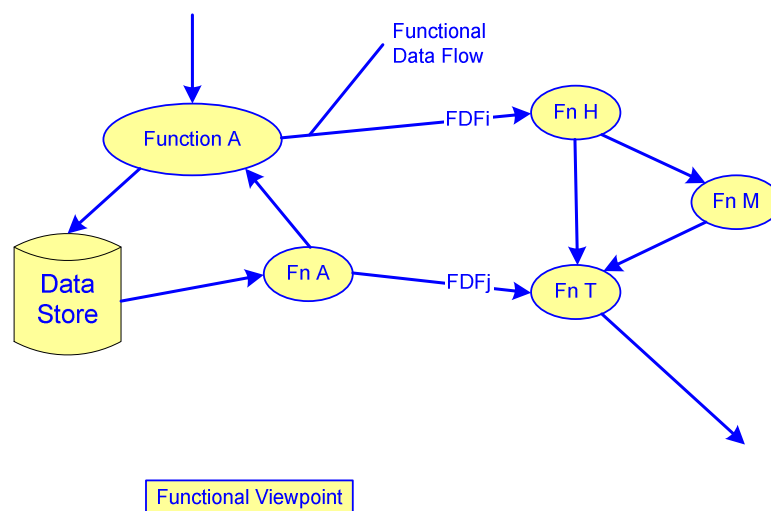 Functional
Data Flow
Function A
FDFi
Fn H
Fn M
Data
Store
Fn A
FDFj
Fn T
Functional Viewpoint